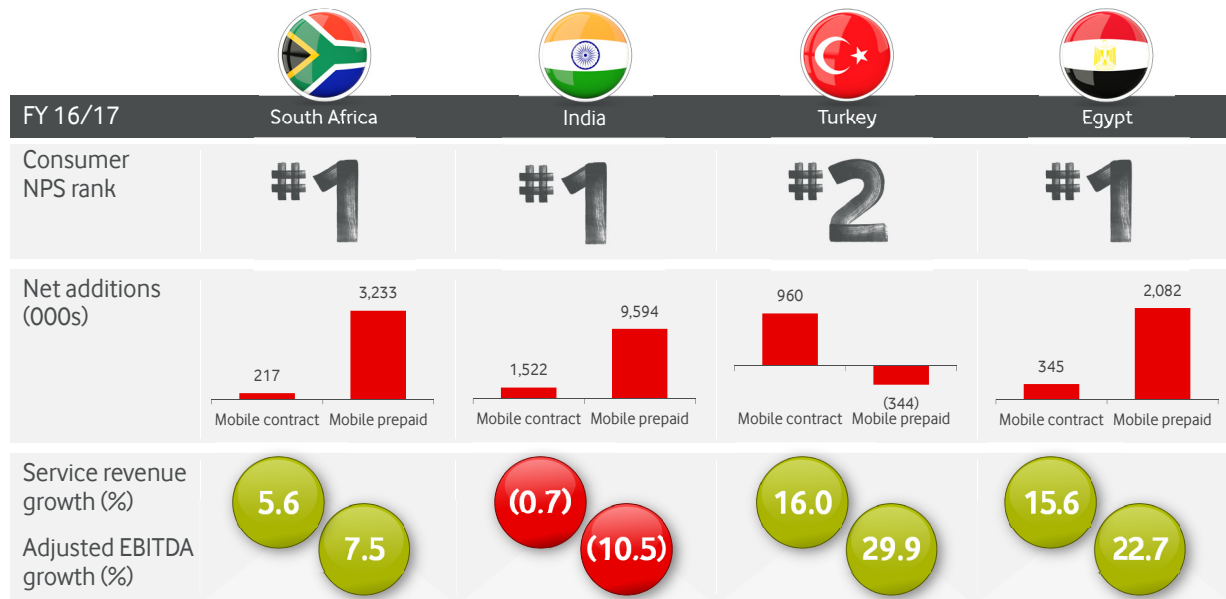 FY 16/17
South Africa
India
Turkey
Egypt
Consumer
NPS rank
#1
#1
#2
#1
Net additions
(000s)
217
3,233
Mobile contract
Mobile prepaid
1,522
9,594
Mobile contract
Mobile prepaid
960
(344)
Mobile contract
Mobile prepaid
345
2,082
Mobile contract
Mobile prepaid
Service revenue
growth (%)
5.6
(0.7)
16.0
15.6
Adjusted EBITDA
growth (%)
7.5
(10.5)
29.9
22.7